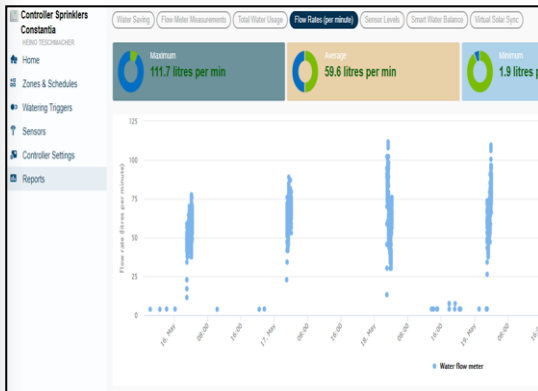 Controller Sprinklers
Constantia
HEINO TESCHMACHER
Home
Zones & Schedules
Watering Triggers
Sensors
Controller Settings
Reports
Water Saving
Flow Meter Measurements
Total Water Usage
Flow Rates (per minute)
Sensor Levels
Smart Water Balance
Virtual Solar Sync
Maximum
111.7 litres per min
Average
59.6 litres per min
Minimum
1.9 litres p
Flow rate (litres per minute)
125
100
75
50
25
0
16. May
08:00
16:00
17. May
08:00
16:00
18. May
08:00
16:00
19. May
08:00
16:0
Water flow meter